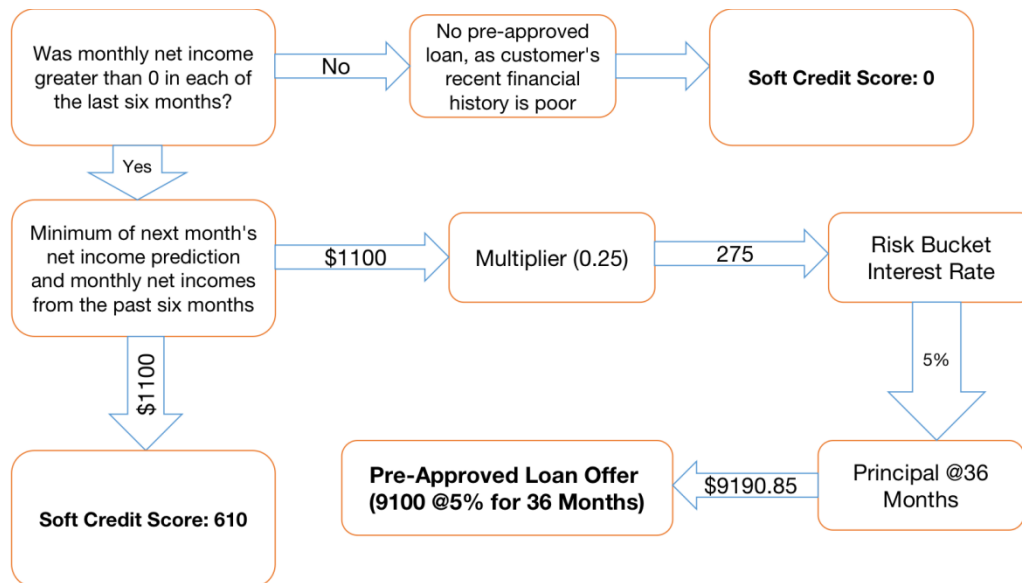 Was monthly net income
greater than 0 in each of
the last six months?
No
No pre-approved
loan, as customer's
recent financial
history is poor
Soft Credit Score: 0
Yes
Minimum of next month's
net income prediction
and monthly net incomes
from the past six months
$1100
Multiplier (0.25)
275
Risk Bucket
Interest Rate
$1100
5%
Soft Credit Score: 610
Pre-Approved Loan Offer
(9100 @5% for 36 Months)
$9190.85
Principal @36
Months